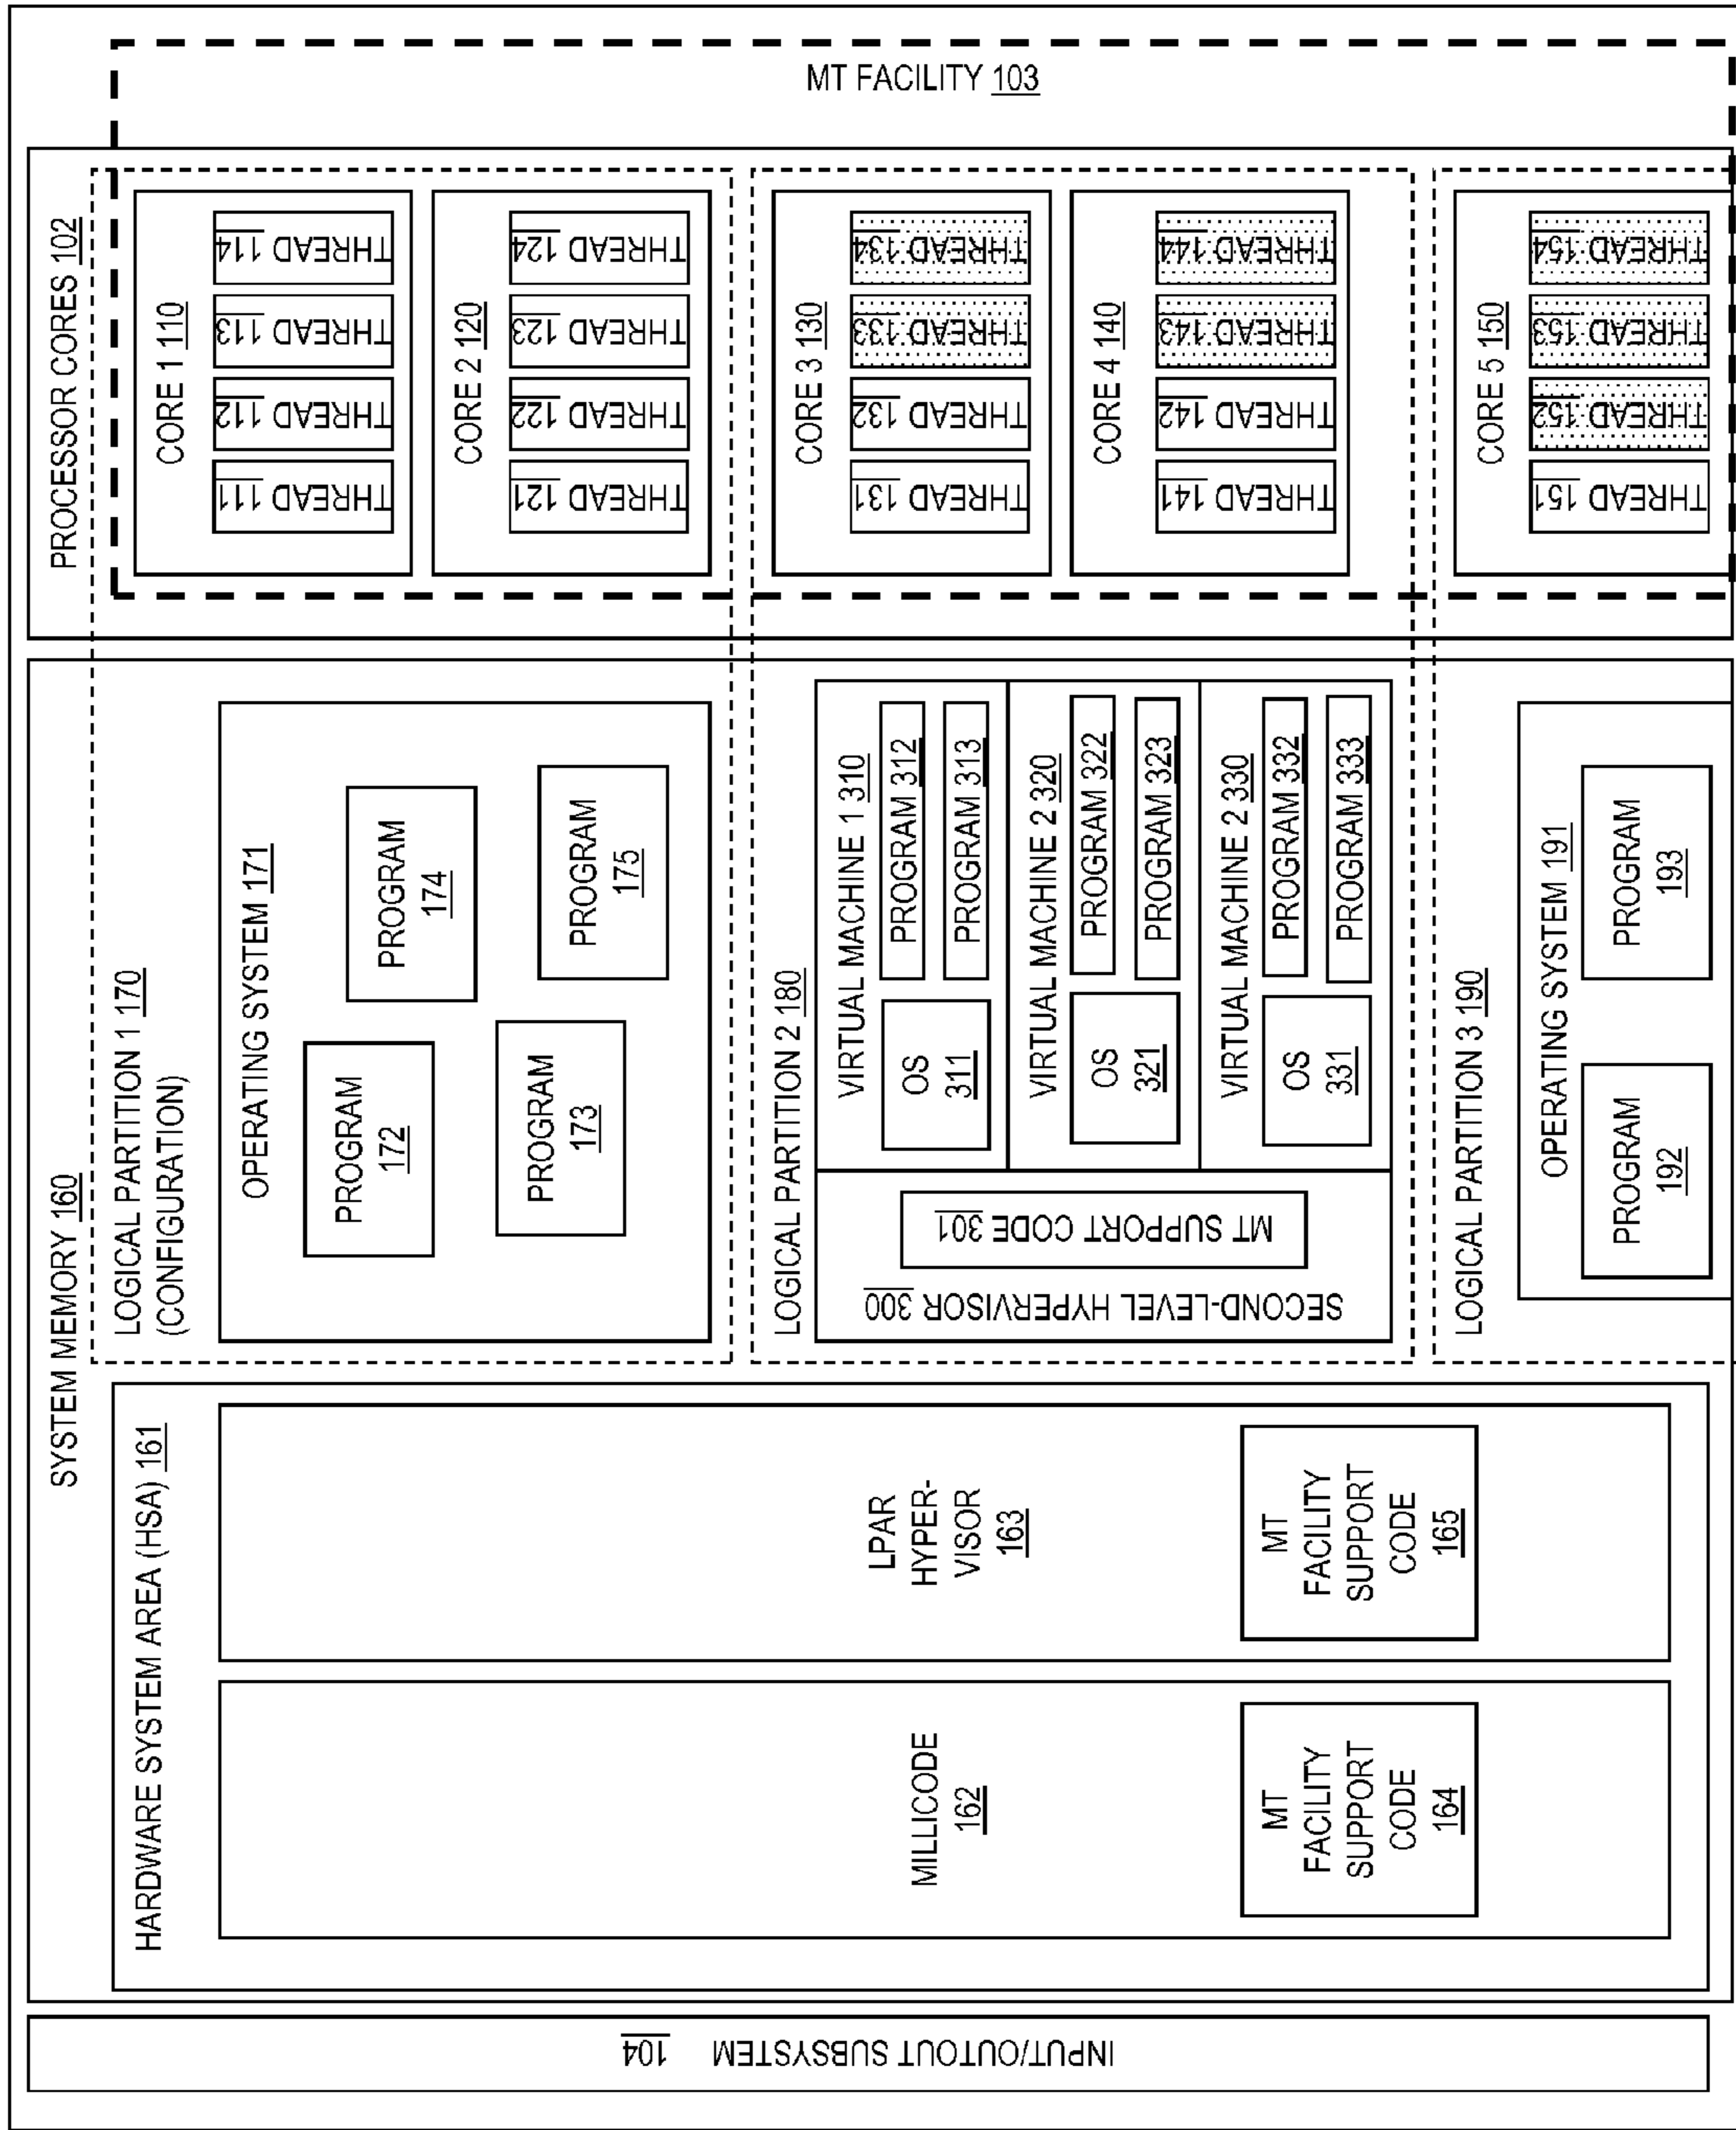 MT FACILITY 103
PROCESSOR CORES 102
CORE 1 110
THREAD 111
THREAD 112
THREAD 113
THREAD 114
CORE 2 120
THREAD 121
THREAD 122
THREAD 123
THREAD 124
CORE 3 130
THREAD 131
THREAD 132
THREAD 133
THREAD 134
CORE 4 140
THREAD 141
THREAD 142
THREAD 143
THREAD 144
CORE 5 150
THREAD 151
THREAD 152
THREAD 153
THREAD 154
SYSTEM MEMORY 160
LOGICAL PARTITION 1 170
(CONFIGURATION)
OPERATING SYSTEM 171
PROGRAM
172
PROGRAM
174
PROGRAM
173
PROGRAM
175
LOGICAL PARTITION 2 180
SECOND-LEVEL HYPERVISOR 300
MT SUPPORT CODE 301
VIRTUAL MACHINE 1 310
OS
311
PROGRAM 312
PROGRAM 313
VIRTUAL MACHINE 2 320
OS
321
PROGRAM 322
PROGRAM 323
VIRTUAL MACHINE 2 330
OS
331
PROGRAM 332
PROGRAM 333
LOGICAL PARTITION 3 190
OPERATING SYSTEM 191
PROGRAM
192
PROGRAM
193
HARDWARE SYSTEM AREA (HSA) 161
LPAR
HYPER-
VISOR
163
MT
FACILITY
SUPPORT
CODE
165
MILLICODE
162
MT
FACILITY
SUPPORT
CODE
164
INPUT/OUTOUT SUBSYSTEM 104